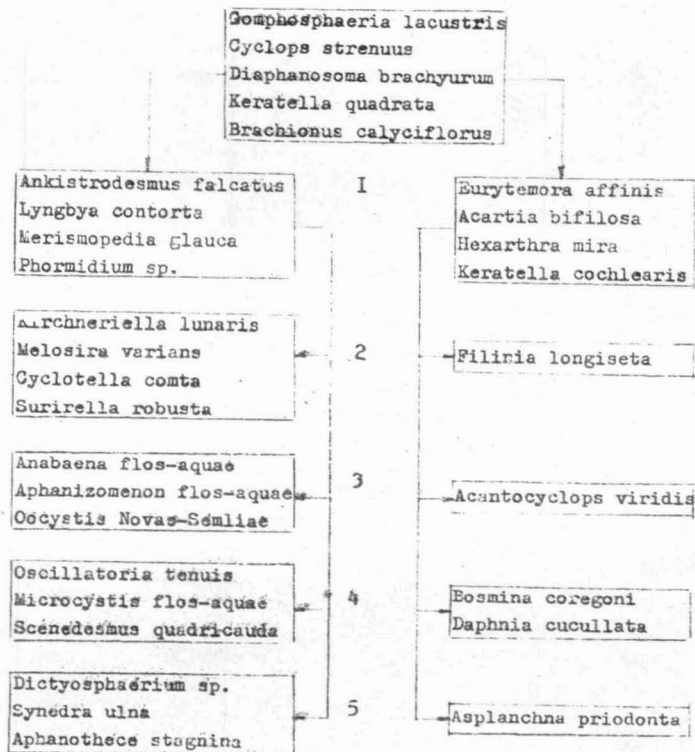 Gomphosphaeria lacustris
Cyclops strenuus
Diaphanosoma brachyurum
Keratella quadrata
Brachionus calyciflorus
Ankistrodesmus falcatus
Lyngbya contorta
Merismopedia glauca
Phormidium sp.
I
Eurytemora affinis
Acartia bifilosa
Hexarthra mira
Keratella cochlearis
lunaris
Melosira varians
Cyclotella comta
Surirella robusta
2
Filinia longiseta
Anabaena flos-aquae
Aphanizomenon flos-aquae
Oocystis Novae-Semliae
3
Acantocyclops viridis
Oscillatoria tenuis
Microcystis flos-aquae
Scenedesmus quadricauda
4
Bosmina coregoni
Daphnia cucullata
Dictyosphaerium sp.
Synedra ulna
Aphanothece stagnina
5
Asplanchna priodonta